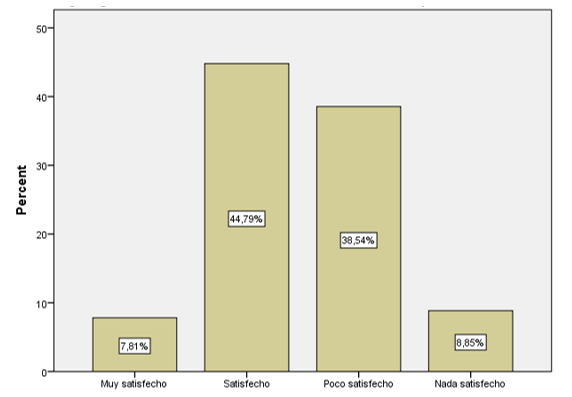 Percent
50
40
30
20
10
0
44,79%
38,54%
7,81%
8,85%
Muy satisfecho
Satisfecho
Poco satisfecho
Nada satisfecho